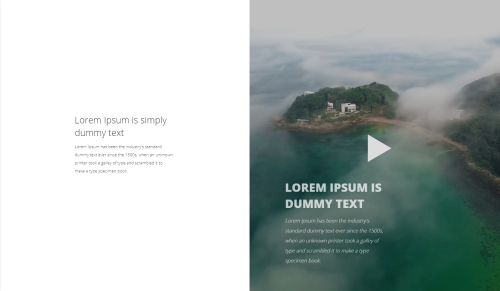 Lorem Ipsum is simply
dummy text
Lorem Ipsum has been the industry's standard
dummy text ever since the 1500s, when an unknown
printer took a galley of type and scrambled it to
make a type specimen book.
LOREM IPSUM IS
DUMMY TEXT
Lorem Ipsum has been the industry's
standard dummy text ever since the 1500s,
when an unknown printer took a galley of
type and scrambled it to make a type
specimen book.